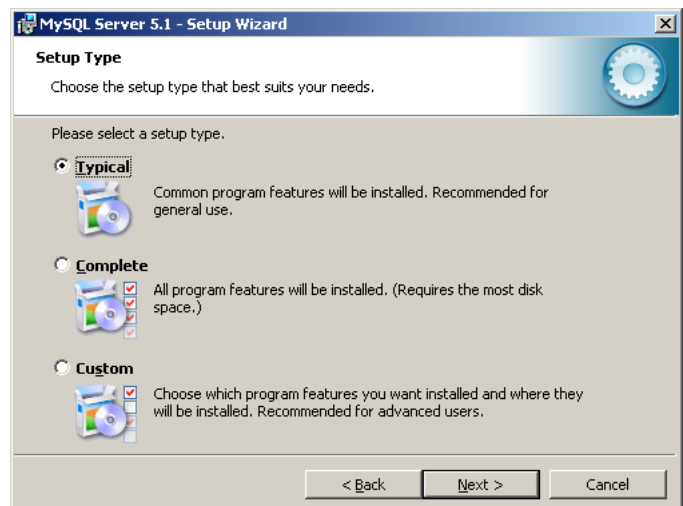 MySQL Server 5.1 - Setup Wizard
Setup Type
Choose the setup type that best suits your needs.
Please select a setup type.
Typical
Common program features will be installed. Recommended for
general use.
Complete
All program features will be installed. (Requires the most disk
space.)
Custom
Choose which program features you want installed and where they
will be installed. Recommended for advanced users.
< Back
Next >
Cancel